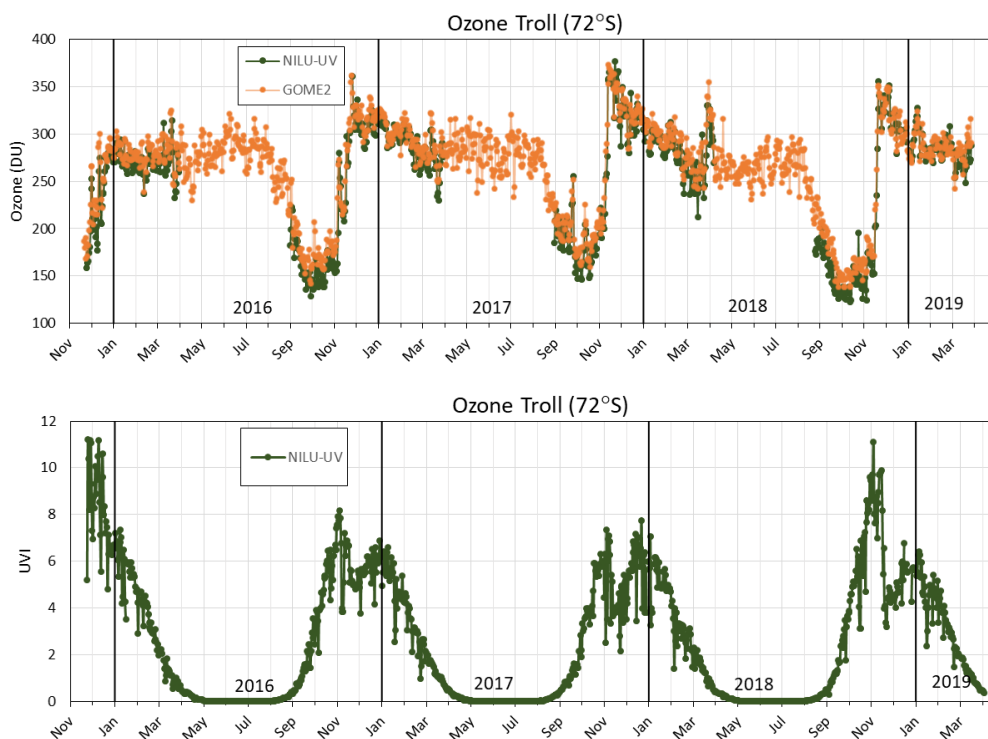 Ozone Troll (72°S)
400
350
300
250
200
150
100
Ozone (DU)
NILU-UV
GOME2
2016
2017
2018
2019
Nov
Jan
Mar
May
Jul
Sep
Nov
Jan
Mar
May
Jul
Sep
Nov
Jan
Mar
May
Jul
Sep
Nov
Jan
Mar
Ozone Troll (72°S)
12
10
8
6
4
2
0
UVI
NILU-UV
2016
2017
2018
2019
Nov
Jan
Mar
May
Jul
Sep
Nov
Jan
Mar
May
Jul
Sep
Nov
Jan
Mar
May
Jul
Sep
Nov
Jan
Mar